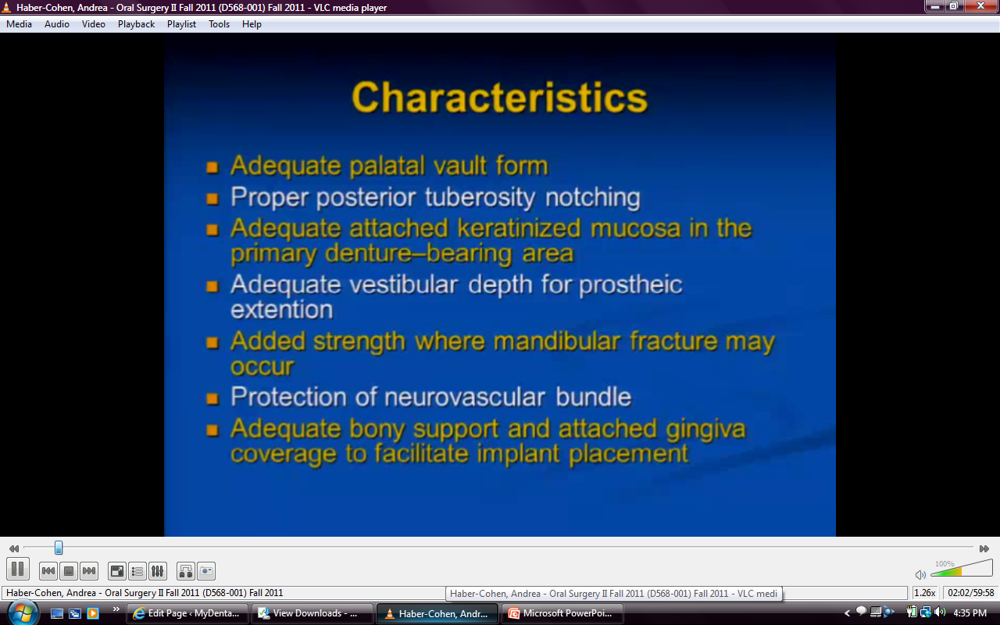 Haber-Cohen, Andrea - Oral Surgery II Fall 2011 (D568-001) Fall 2011 - VLC media player
Media Audio Video Playback Playlist Tools Help
Characteristics
Adequate palatal vault form
Proper posterior tuberosity notching
Adequate attached keratinized mucosa in the
primary denture–bearing area
Adequate vestibular depth for prostheic
extention
Added strength where mandibular fracture may
occur
Protection of neurovascular bundle
Adequate bony support and attached gingiva
coverage to facilitate implant placement
100%
Haber-Cohen, Andrea - Oral Surgery II Fall 2011 (D568-001) Fall 2011
Haber-Cohen, Andrea - Oral Surgery II Fall 2011 (D568-001) Fall 2011 - VLC medi
1.26x
02:02/59:58
Edit Page ‹ MyDenta...
View Downloads - ...
Haber-Cohen, Andr...
Microsoft PowerPoi...
4:35 PM